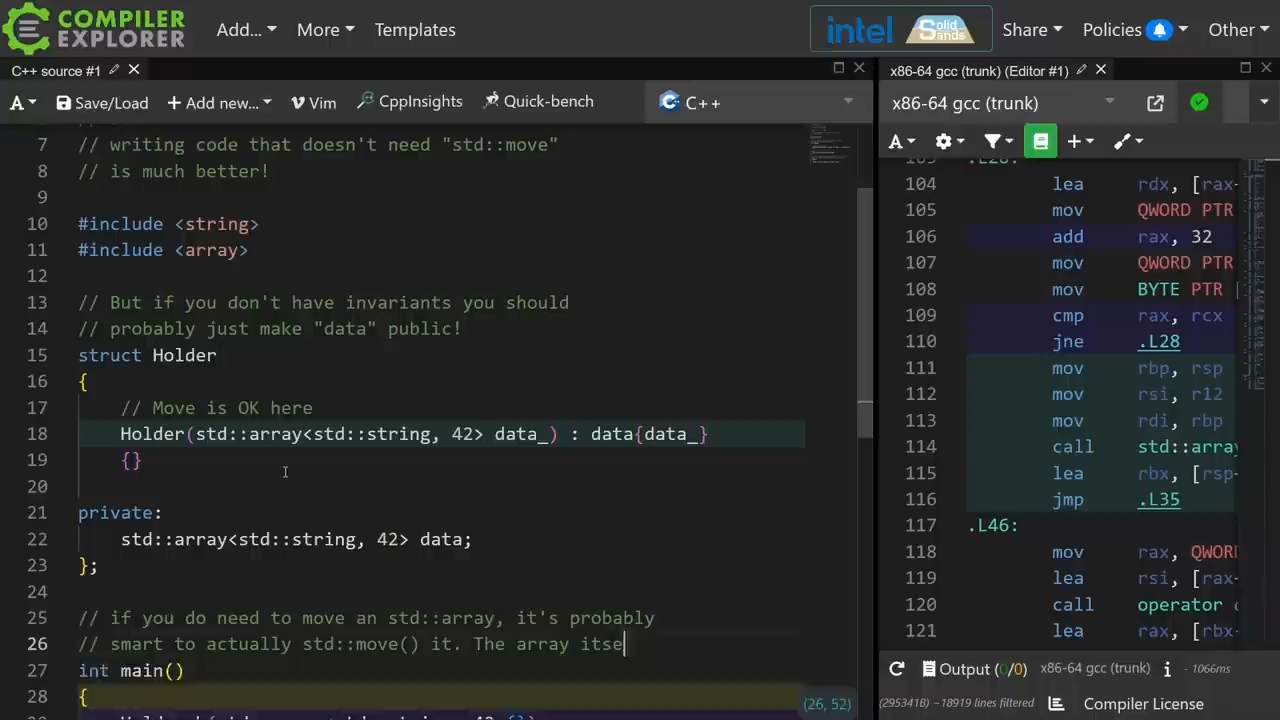 COMPILER EXPLORER
Add... More Templates
intel Solid Sands
Share Policies Other
C++ source #1
x86-64 gcc (trunk) (Editor #1)
A Save/Load + Add new... Vim CppInsights Quick-bench C++
x86-64 gcc (trunk)
A
7 // writing code that doesn't need "std::move"
8 // is much better!
9
10 #include <string>
11 #include <array>
12
13 // But if you don't have invariants you should
14 // probably just make "data" public!
15 struct Holder
16 {
17 // Move is OK here
18 Holder(std::array<std::string, 42> data_) : data{data_}
19 {}
20
21 private:
22 std::array<std::string, 42> data;
23 };
24
25 // if you do need to move an std::array, it's probably
26 // smart to actually std::move() it. The array itse
27 int main()
28 {
(26, 52)
104 lea rdx, [rax-
105 mov QWORD PTR
106 add rax, 32
107 mov QWORD PTR
108 mov BYTE PTR [
109 cmp rax, rcx
110 jne .L28
111 mov rbp, rsp
112 mov rsi, r12
113 mov rdi, rbp
114 call std::array
115 lea rbx, [rsp-
116 jmp .L35
117 .L46:
118 mov rax, QWOR
119 lea rsi, [rax-
120 call operator
121 lea rax, [rbx-
Output (0/0) x86-64 gcc (trunk) i - 1066ms
(295341B) ~18919 lines filtered Compiler License